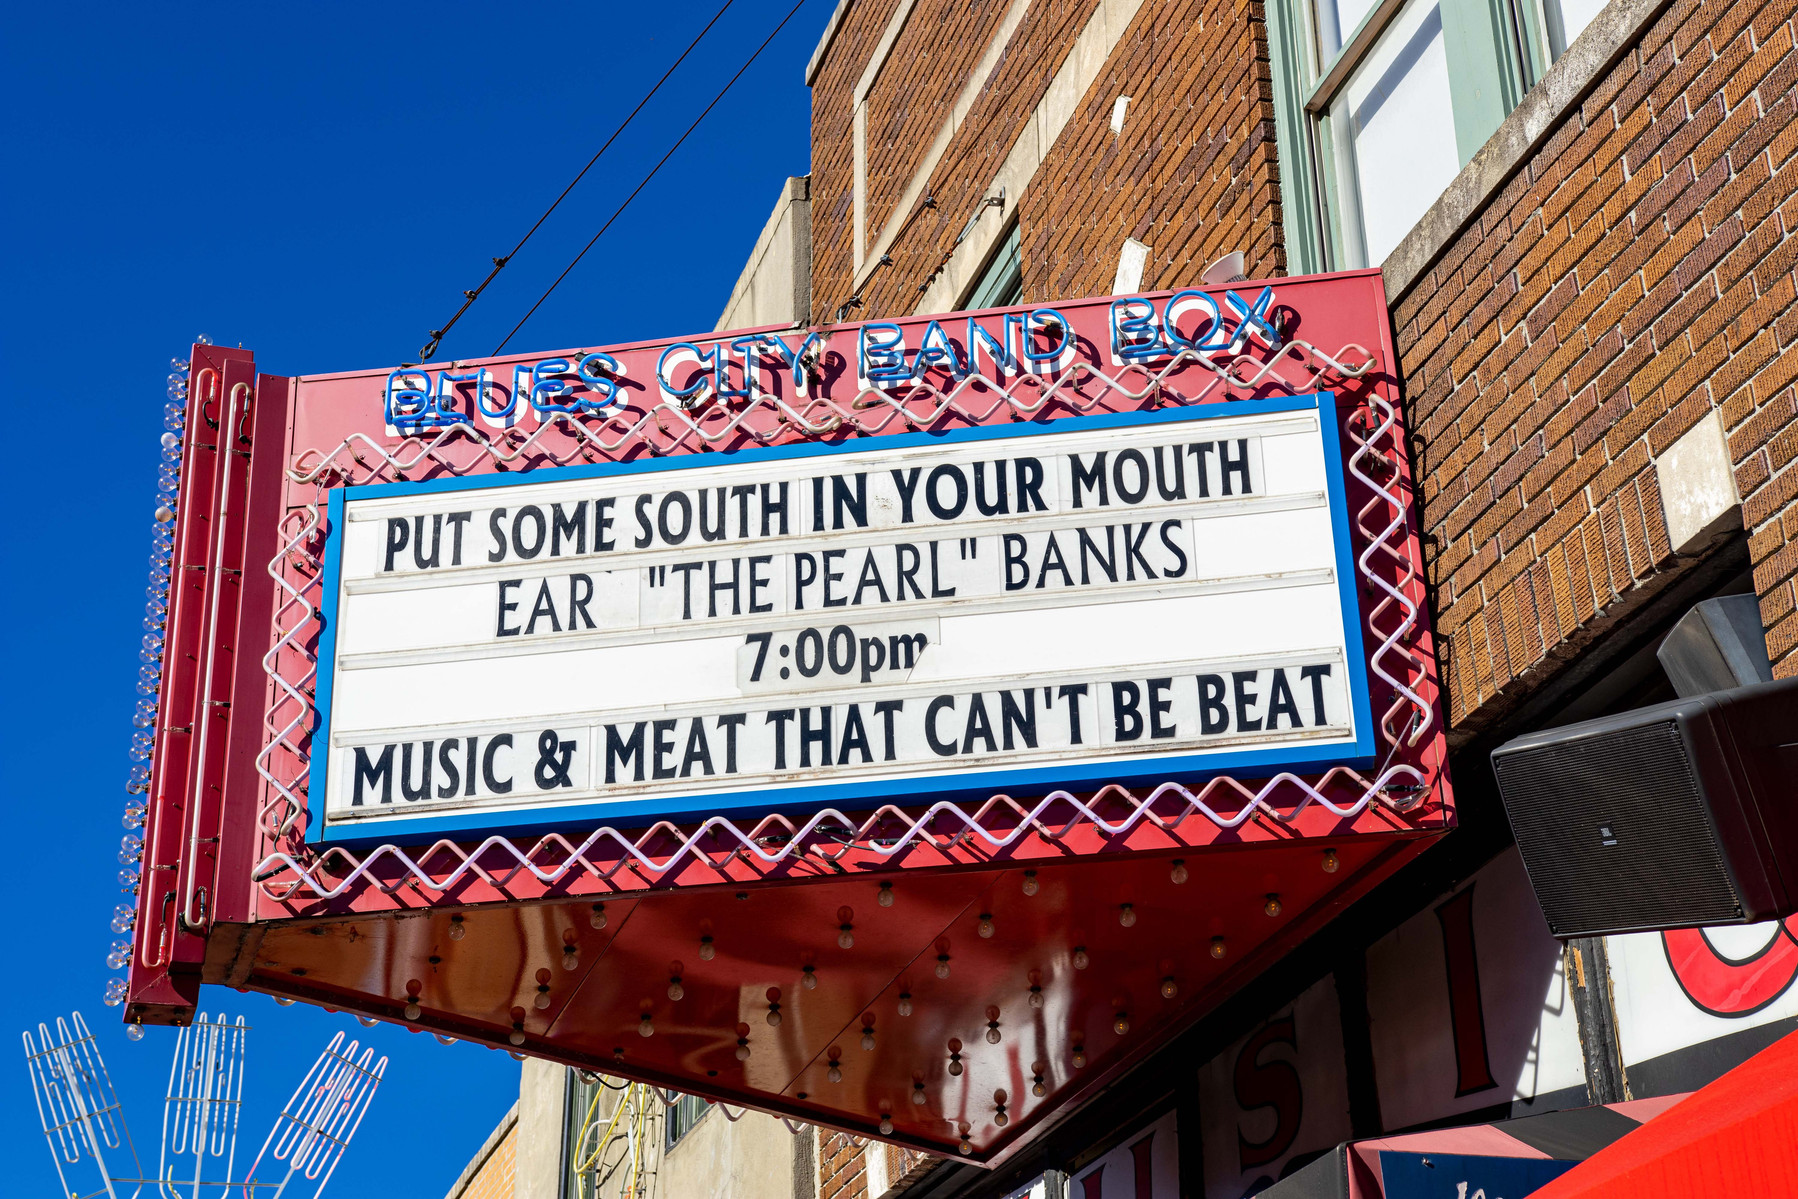 BLUES CITY BAND BOX
PUT SOME SOUTH IN YOUR MOUTH
EAR "THE PEARL" BANKS
7:00pm
MUSIC & MEAT THAT CAN'T BE BEAT
JBL